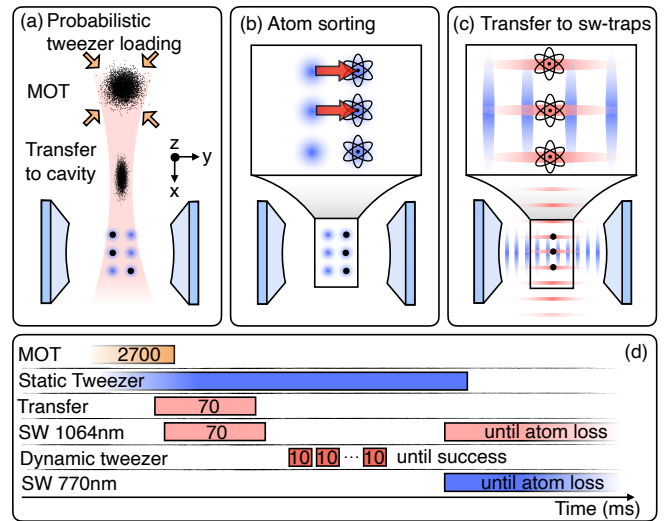 (a) Probabilistic
tweezer loading
MOT
Transfer
to cavity
z
y
x
(b) Atom sorting
(c) Transfer to sw-traps
(d)
MOT
2700
Static Tweezer
Transfer
70
SW 1064nm
70
until atom loss
Dynamic tweezer
10 10 ··· 10 until success
SW 770nm
until atom loss
Time (ms)